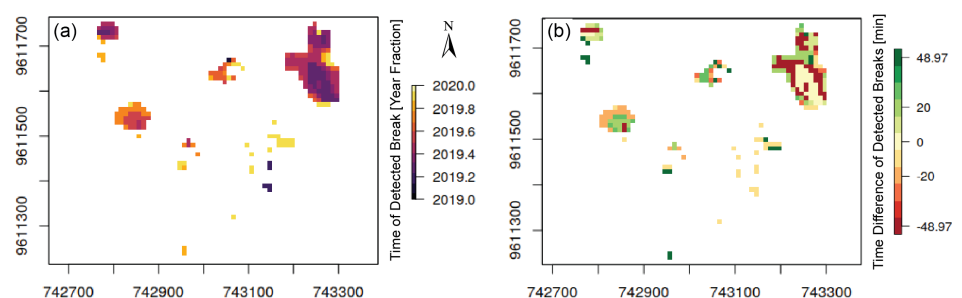 (a)
9611700
9611500
9611300
742700 742900 743100 743300
N
2020.0
2019.8
2019.6
2019.4
2019.2
2019.0
Time of Detected Break [Year Fraction]
(b)
9611700
9611500
9611300
742700 742900 743100 743300
48.97
20
-20
-48.97
Time Difference of Detected Breaks [min]